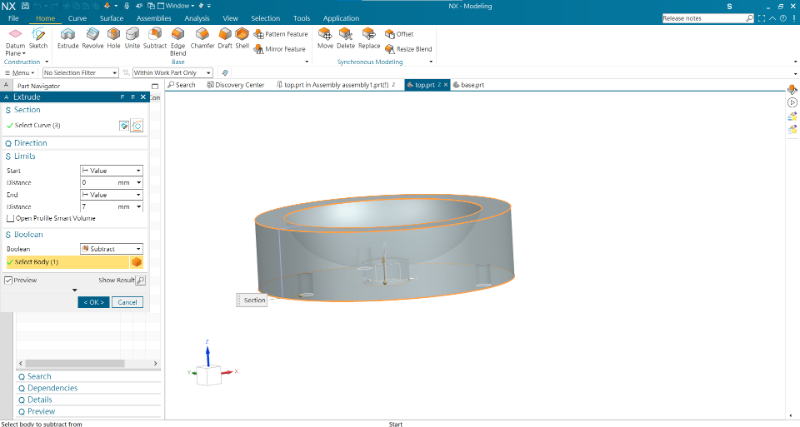 NX
Window
NX - Modeling
S
File
Home
Curve
Surface
Assemblies
Analysis
View
Selection
Tools
Application
Release notes
Datum Plane
Sketch
Extrude
Revolve
Hole
Unite
Subtract
Edge Blend
Chamfer
Draft
Shell
Pattern Feature
Mirror Feature
Move
Delete
Replace
Offset
Resize Blend
Construction
Base
Synchronous Modeling
Menu
No Selection Filter
Within Work Part Only
Part Navigator
Search
Discovery Center
top.prt in Assembly assembly1.prt
top.prt
base.prt
Extrude
Section
Select Curve (3)
Direction
Limits
Start
Value
Distance
0
mm
End
Value
Distance
7
mm
Open Profile Smart Volume
Boolean
Boolean
Subtract
Select Body (1)
Preview
Show Result
< OK >
Cancel
Section
Z
Y
X
Search
Dependencies
Details
Preview
Select body to subtract from
Start